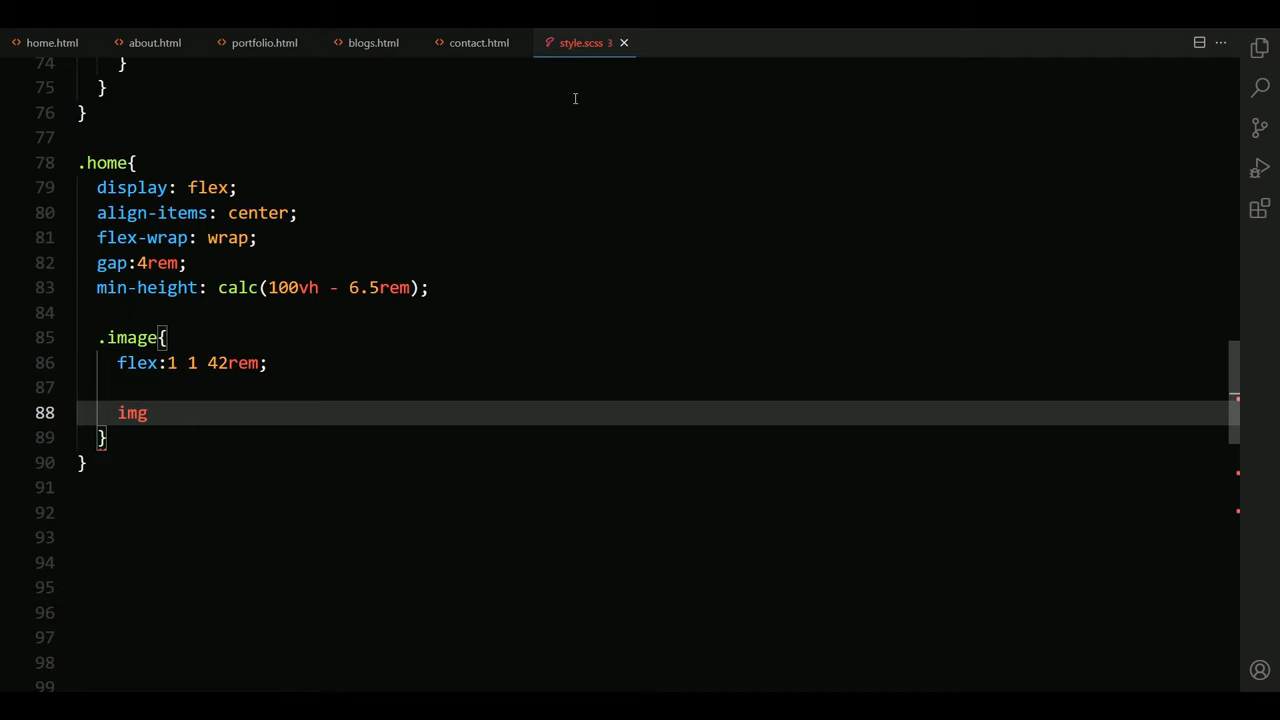 home.html about.html portfolio.html blogs.html contact.html style.scss 3
74 }
75 }
76 }
77
78 .home{
79 display: flex;
80 align-items: center;
81 flex-wrap: wrap;
82 gap:4rem;
83 min-height: calc(100vh - 6.5rem);
84
85 .image{
86 flex:1 1 42rem;
87
88 img
89 }
90 }
91
92
93
94
95
96
97
98
99